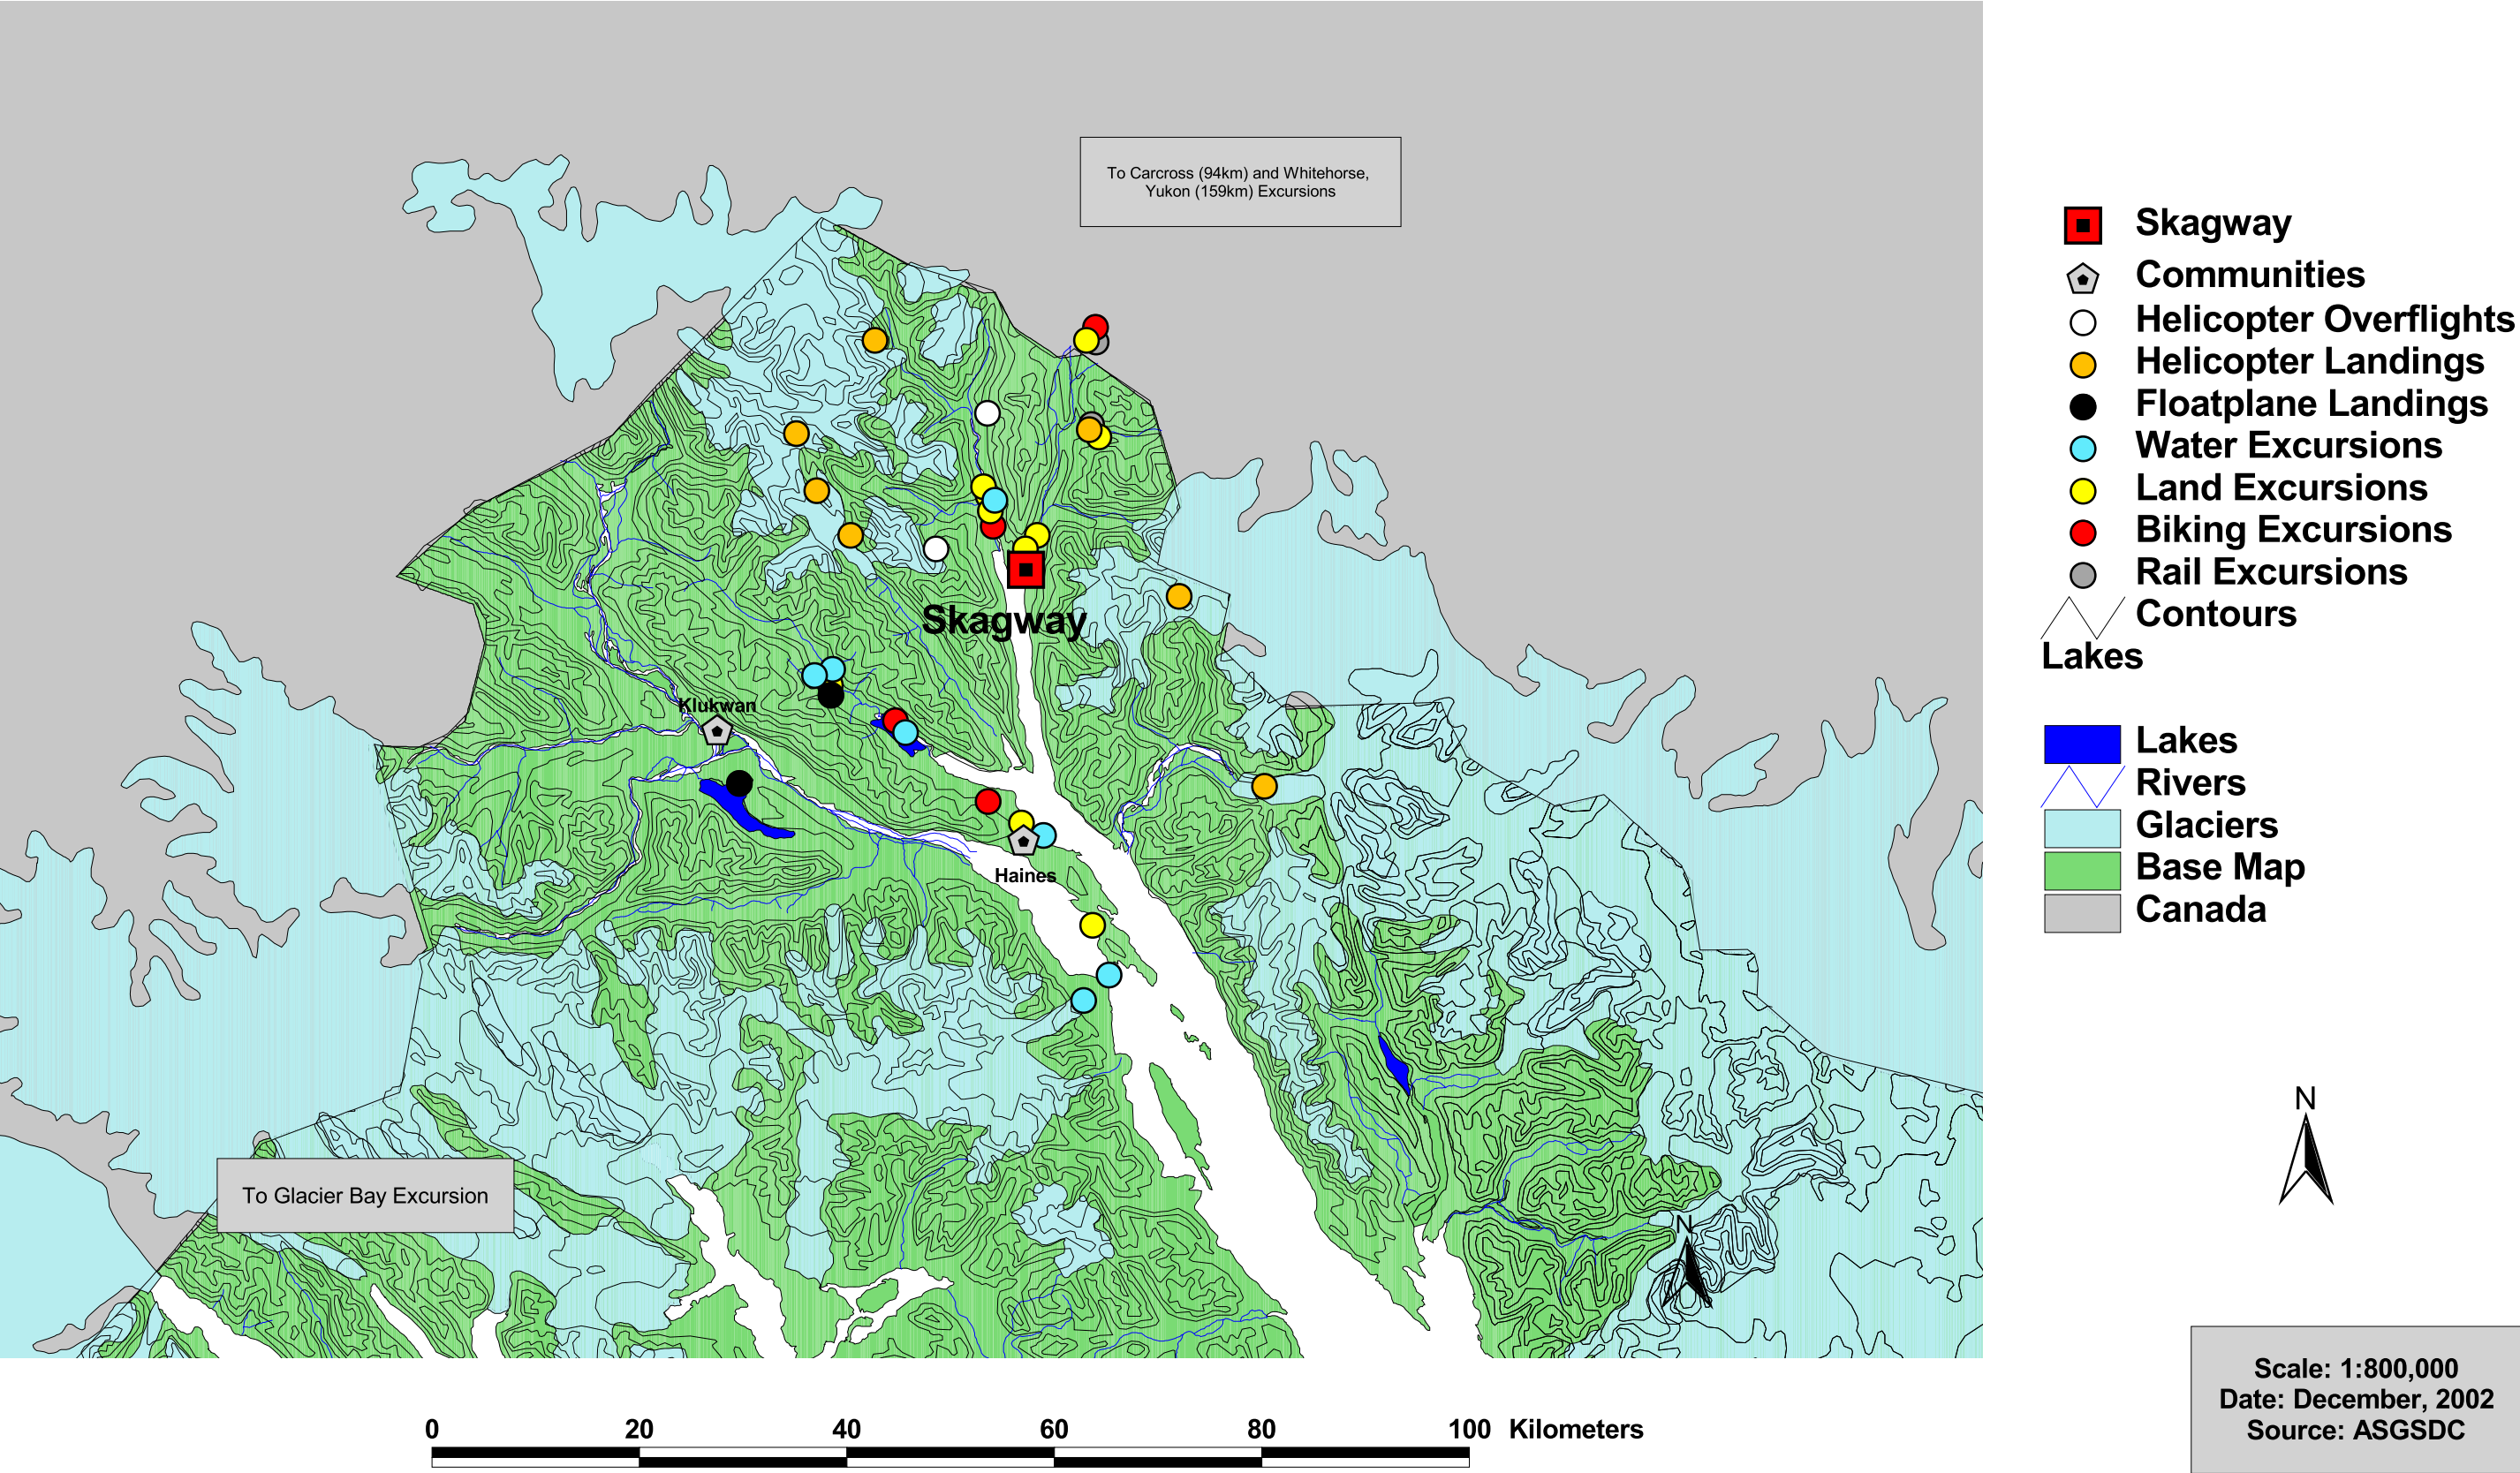 To Carcross (94km) and Whitehorse,
Yukon (159km) Excursions
Skagway
Klukwan
Haines
To Glacier Bay Excursion
N
0 20 40 60 80 100 Kilometers
Skagway
Communities
Helicopter Overflights
Helicopter Landings
Floatplane Landings
Water Excursions
Land Excursions
Biking Excursions
Rail Excursions
Contours
Lakes
Lakes
Rivers
Glaciers
Base Map
Canada
N
Scale: 1:800,000
Date: December, 2002
Source: ASGSDC